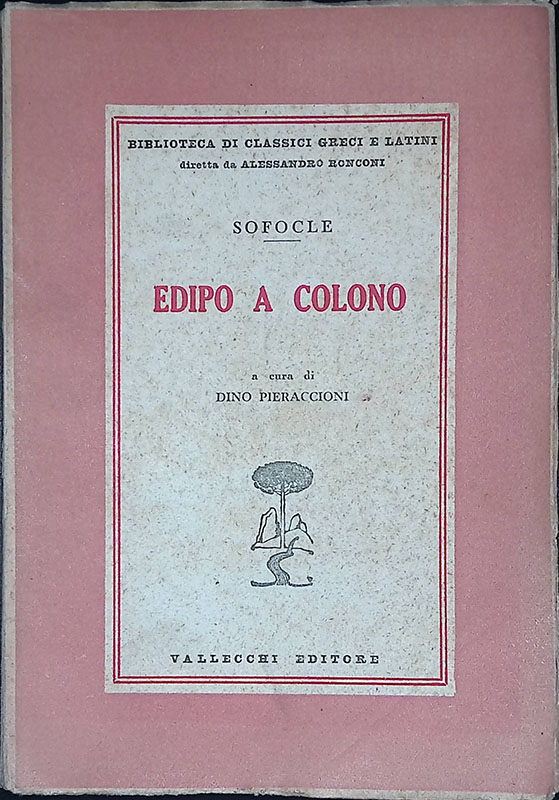 BIBLIOTECA DI CLASSICI GRECI E LATINI
diretta da ALESSANDRO RONCONI
SOFOCLE
EDIPO A COLONO
a cura di
DINO PIERACCIONI
VALLECCHI EDITORE